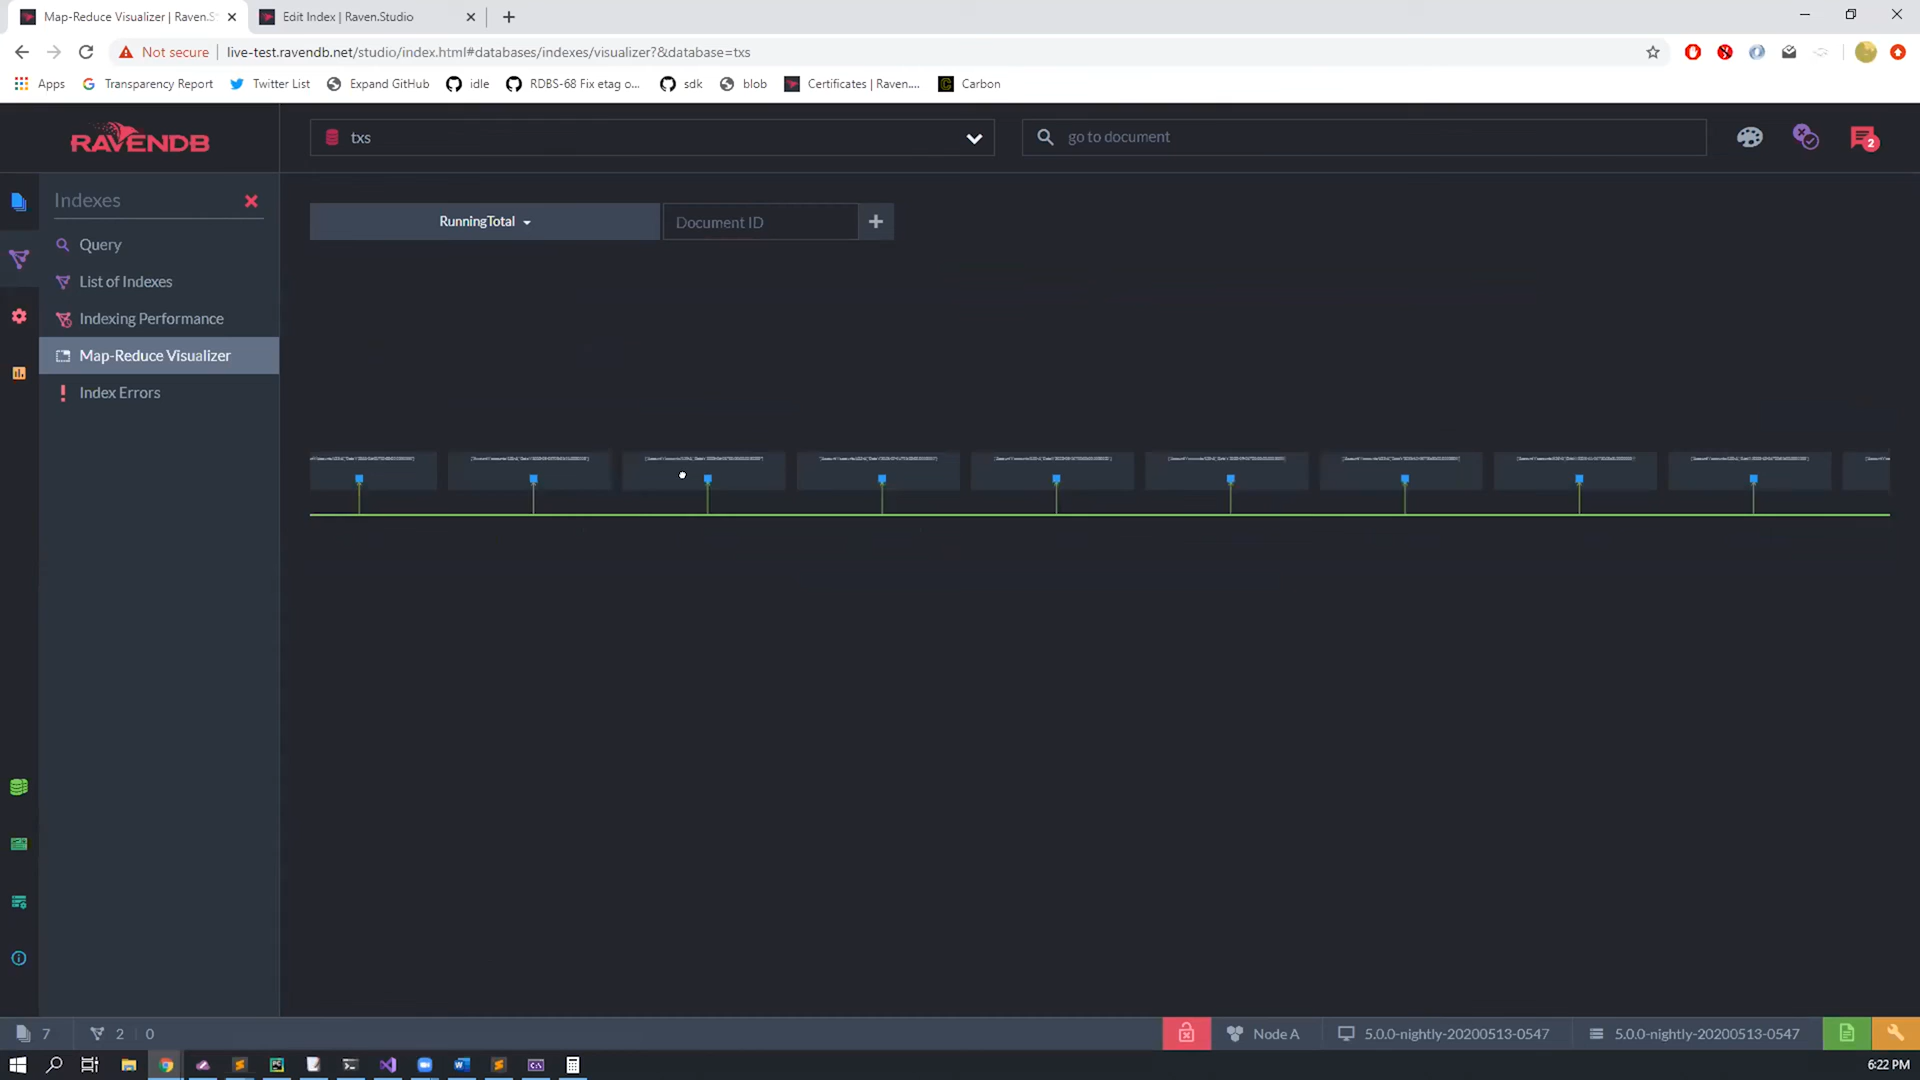 Map-Reduce Visualizer | Raven.S
Edit Index | Raven.Studio
Not secure
live-test.ravendb.net/studio/index.html#databases/indexes/visualizer?&database=txs
Apps
Transparency Report
Twitter List
Expand GitHub
idle
RDBS-68 Fix etag o...
sdk
blob
Certificates | Raven....
Carbon
RAVENDB
txs
go to document
2
Indexes
RunningTotal
Document ID
Query
List of Indexes
Indexing Performance
Map-Reduce Visualizer
Index Errors
7
2
0
Node A
5.0.0-nightly-20200513-0547
5.0.0-nightly-20200513-0547
6:22 PM